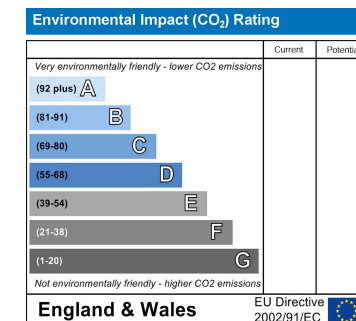 Environmental Impact (CO₂) Rating
Current
Very environmentally friendly - lower CO2 emissions
(92 plus) A
(81-91) B
(69-80) C
(55-68) D
(39-54) E
(21-38) F
(1-20) G
Not environmentally friendly - higher CO2 emissions
England & Wales
EU Directive
2002/91/EC